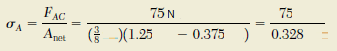 σ_A = F_AC / A_net = 75 N / (3/8 )(1.25 − 0.375 ) = 75 / 0.328